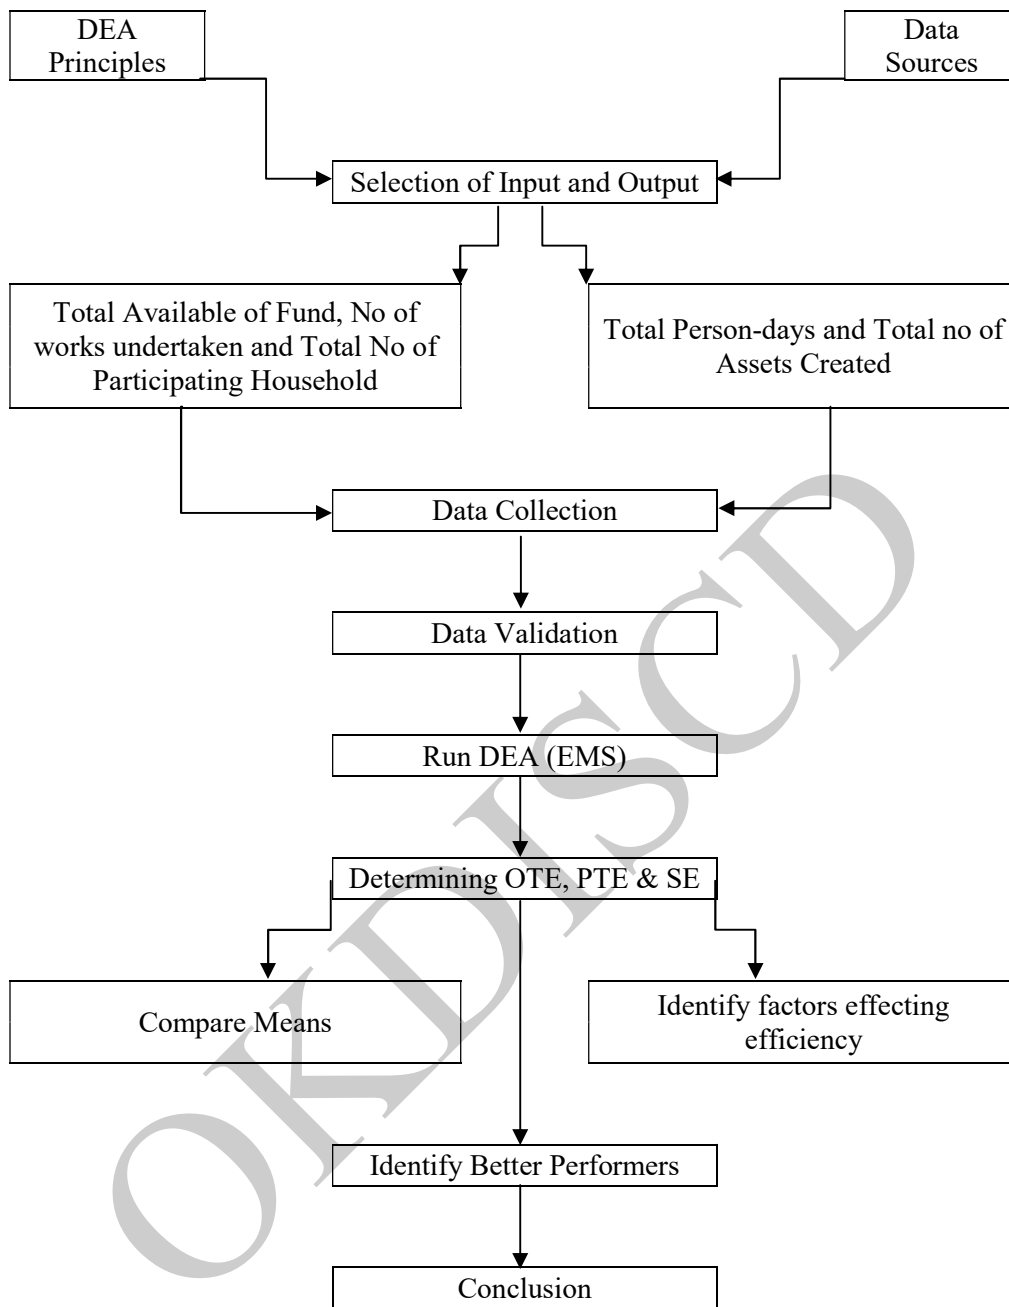 DEA
Principles
Data
Sources
Selection of Input and Output
Total Available of Fund, No of
works undertaken and Total No of
Participating Household
Total Person-days and Total no of
Assets Created
Data Collection
Data Validation
Run DEA (EMS)
Determining OTE, PTE & SE
Compare Means
Identify factors effecting
efficiency
Identify Better Performers
Conclusion
OKDISCD